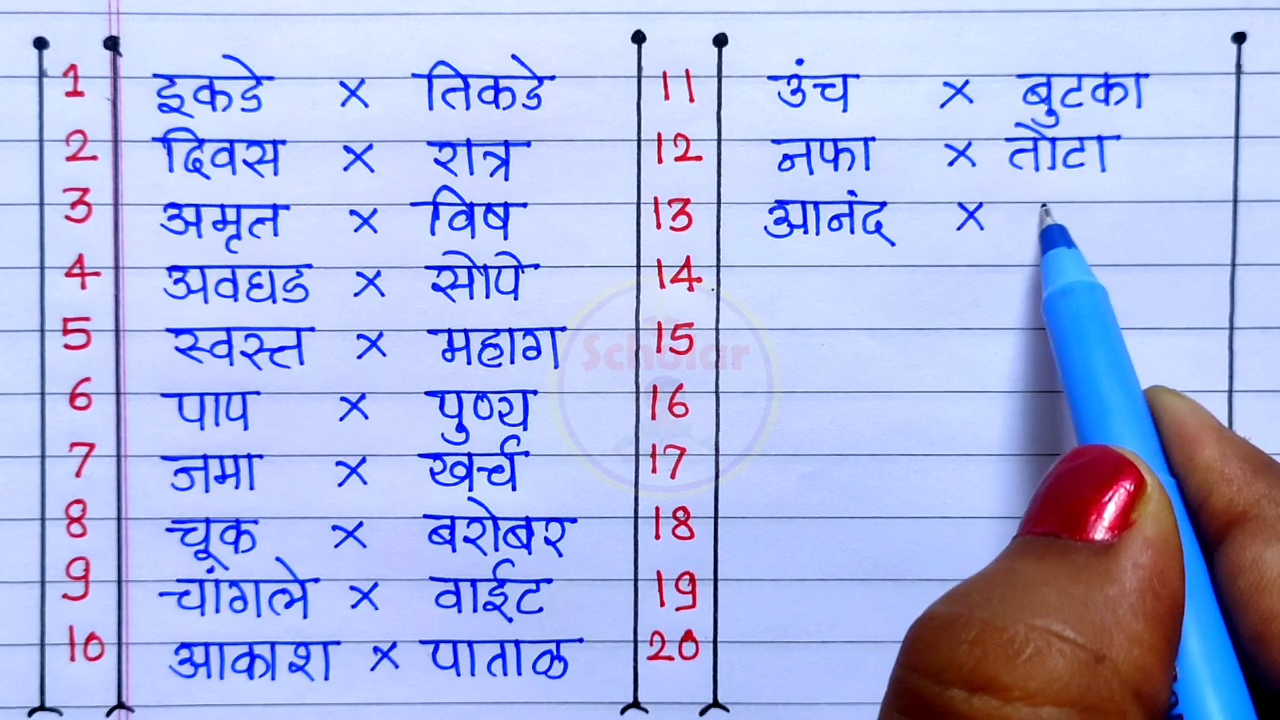 1 इकडे × तिकडे
2 दिवस × रात्र
3 अमृत × विष
4 अवघड × सोपे
5 स्वस्त × महाग
6 पाप × पुण्य
7 जमा × खर्च
8 चूक × बरोबर
9 चांगले × वाईट
10 आकाश × पाताळ
11 उंच × बुटका
12 नफा × तोटा
13 आनंद ×
14
15
16
17
18
19
20
Scholar